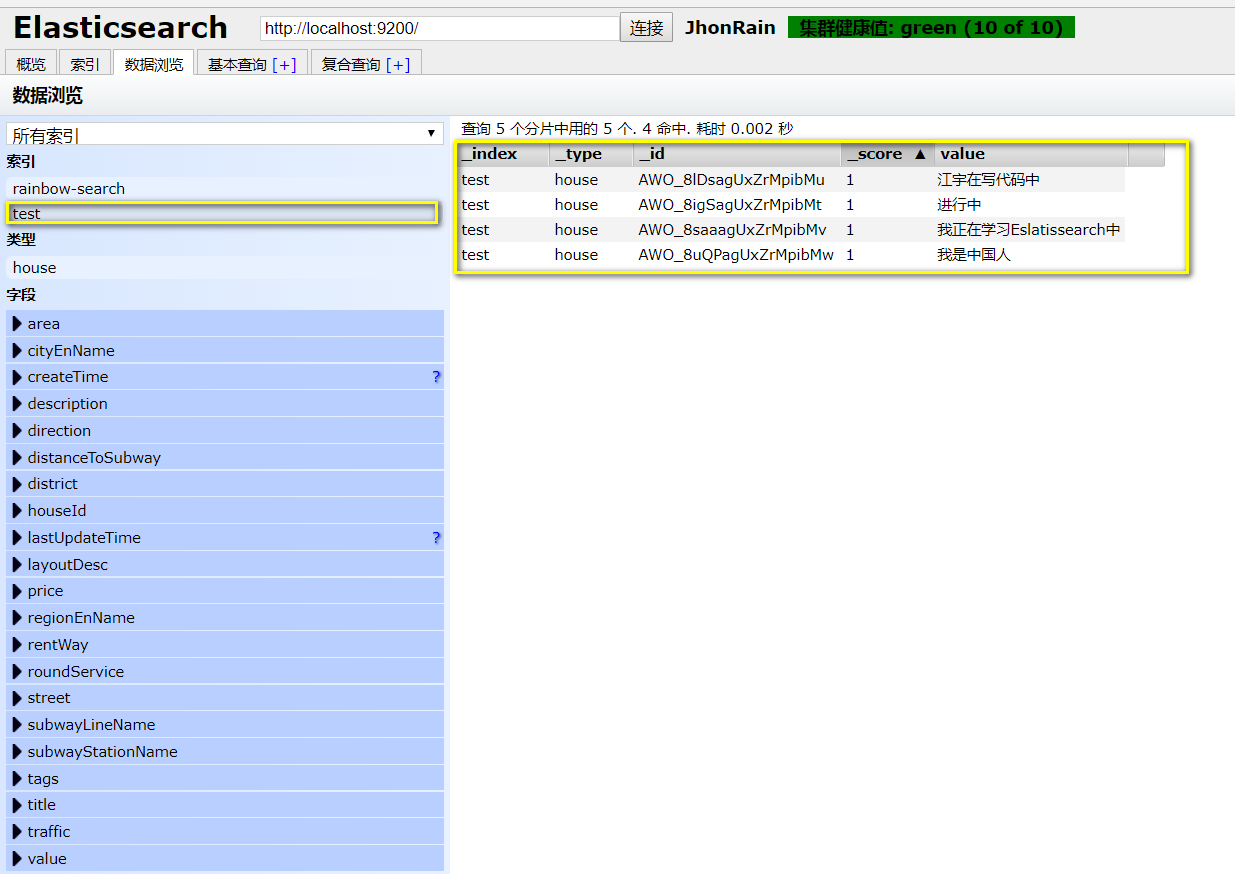 Elasticsearch http://localhost:9200/ 连接 JhonRain 集群健康值: green (10 of 10)
概览 索引 数据浏览 基本查询 [+] 复合查询 [+]
数据浏览
所有索引
索引
rainbow-search
test
类型
house
字段
area
cityEnName
createTime ?
description
direction
distanceToSubway
district
houseId
lastUpdateTime ?
layoutDesc
price
regionEnName
rentWay
roundService
street
subwayLineName
subwayStationName
tags
title
traffic
value
查询 5 个分片中用的 5 个. 4 命中. 耗时 0.002 秒
_index _type _id _score ▲ value
test house AWO_8lDsagUxZrMpibMu 1 江宇在写代码中
test house AWO_8igSagUxZrMpibMt 1 进行中
test house AWO_8saaagUxZrMpibMv 1 我正在学习Eslatissearch中
test house AWO_8uQPagUxZrMpibMw 1 我是中国人